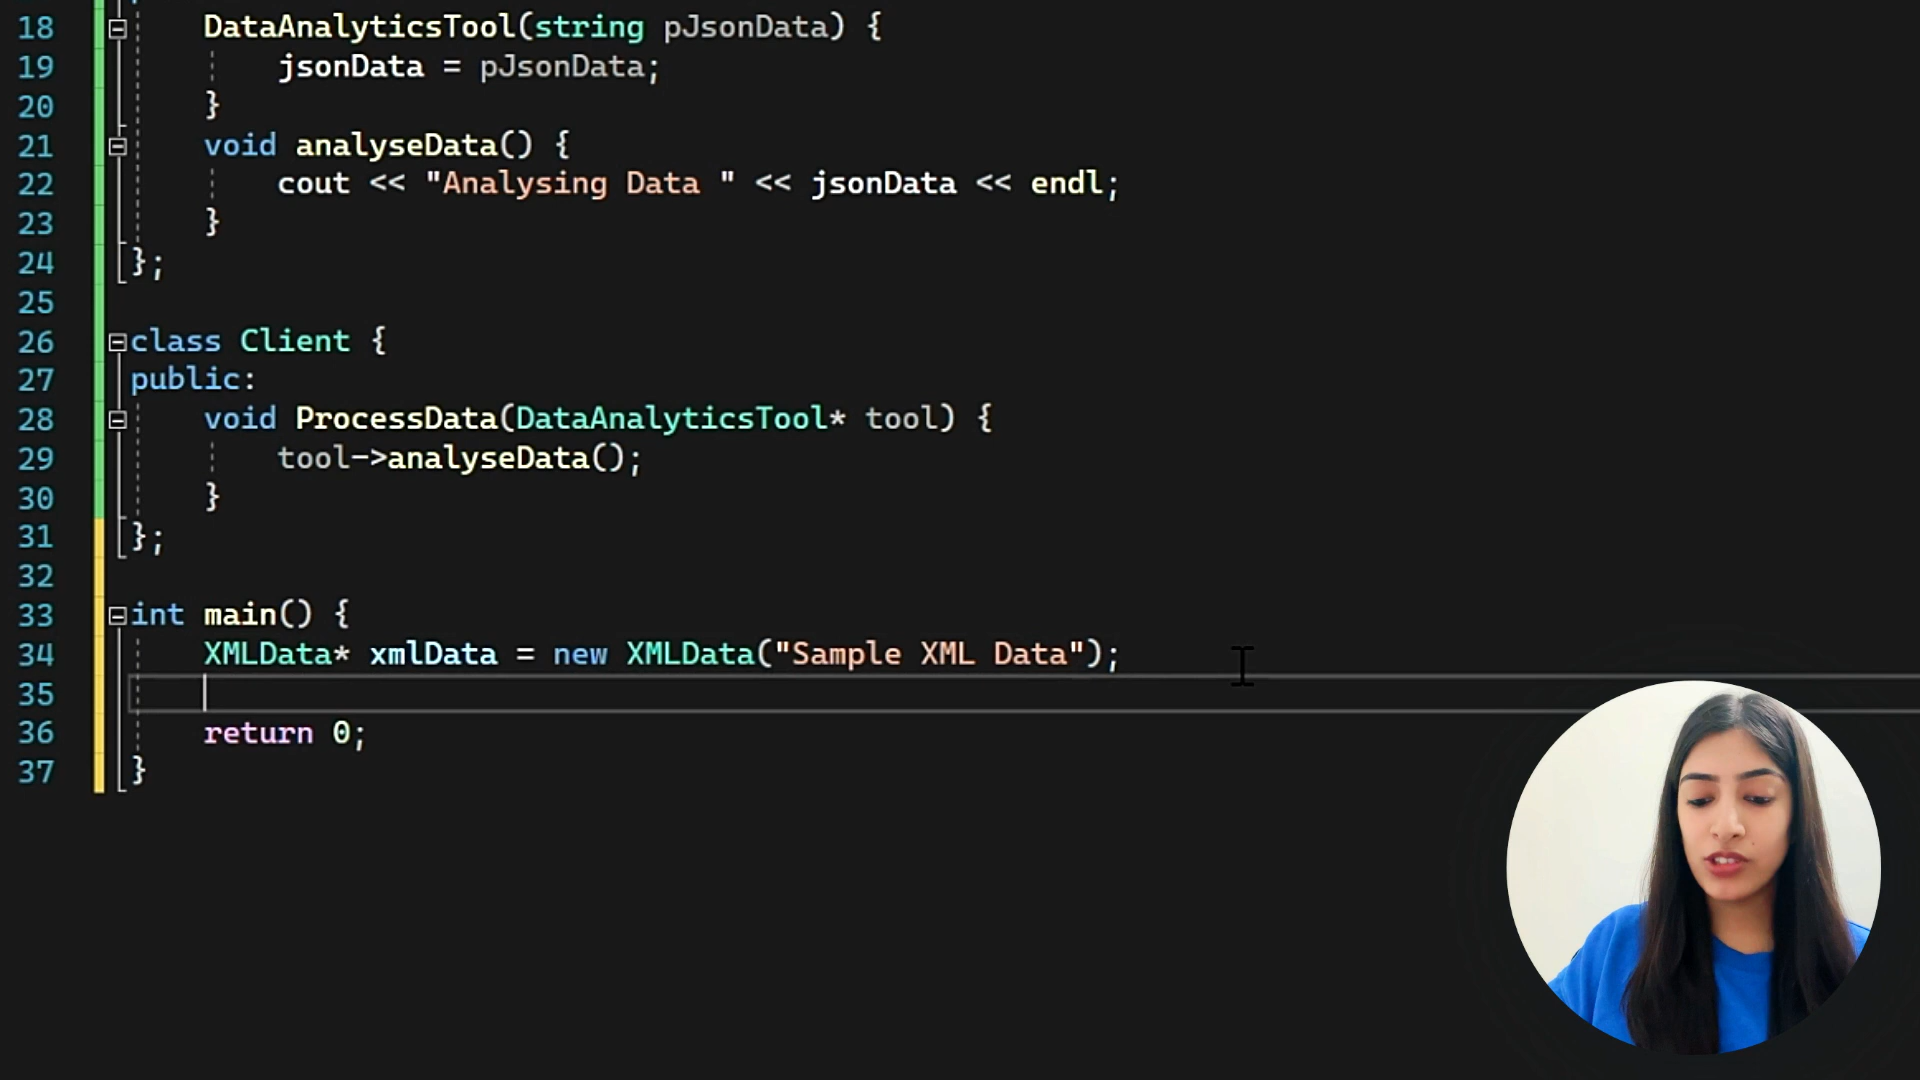 18 DataAnalyticsTool(string pJsonData) {
19 jsonData = pJsonData;
20 }
21 void analyseData() {
22 cout << "Analysing Data " << jsonData << endl;
23 }
24 };
25
26 class Client {
27 public:
28 void ProcessData(DataAnalyticsTool* tool) {
29 tool->analyseData();
30 }
31 };
32
33 int main() {
34 XMLData* xmlData = new XMLData("Sample XML Data");
35
36 return 0;
37 }